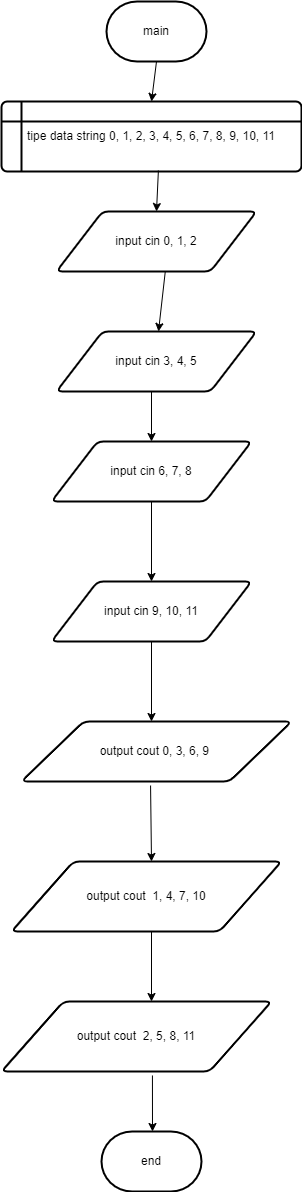 main
tipe data string 0, 1, 2, 3, 4, 5, 6, 7, 8, 9, 10, 11
input cin 0, 1, 2
input cin 3, 4, 5
input cin 6, 7, 8
input cin 9, 10, 11
output cout 0, 3, 6, 9
output cout 1, 4, 7, 10
output cout 2, 5, 8, 11
end